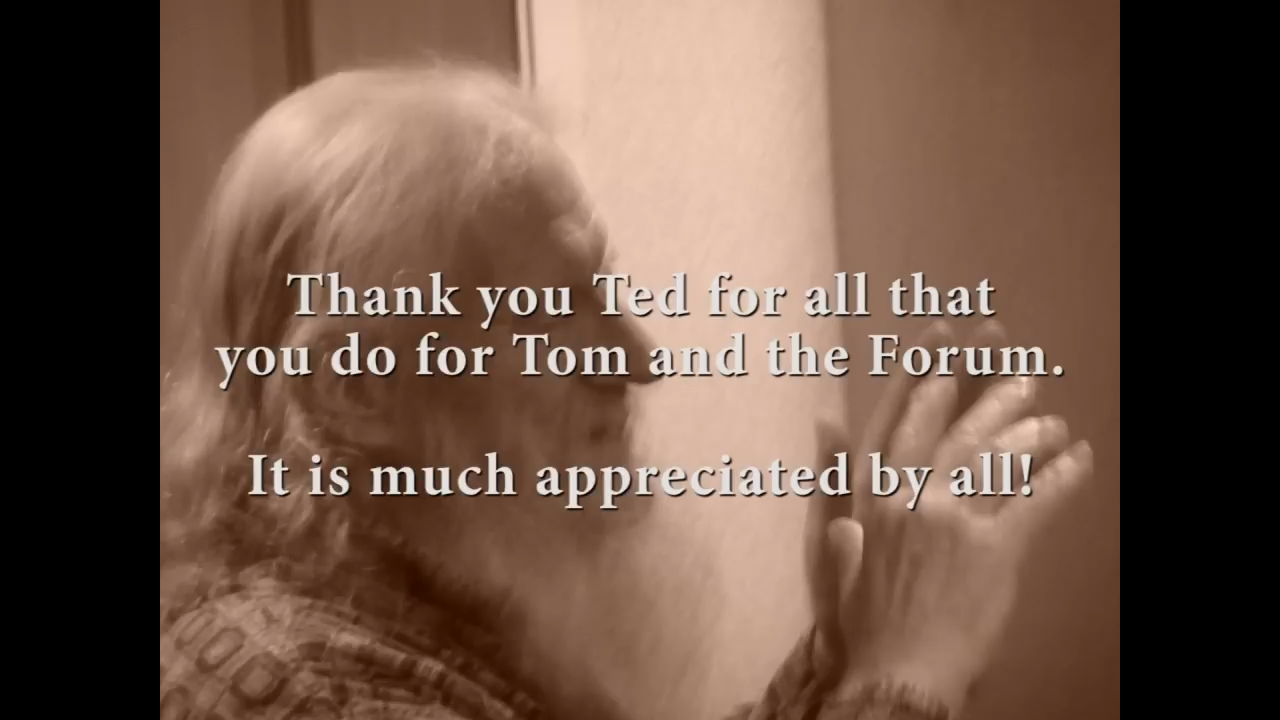 Thank you Ted for all that
you do for Tom and the Forum.
It is much appreciated by all!